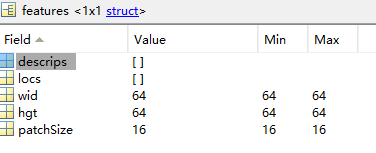 features <1x1 struct>
Field Value Min Max
descrips [ ]
locs [ ]
wid 64 64 64
hgt 64 64 64
patchSize 16 16 16